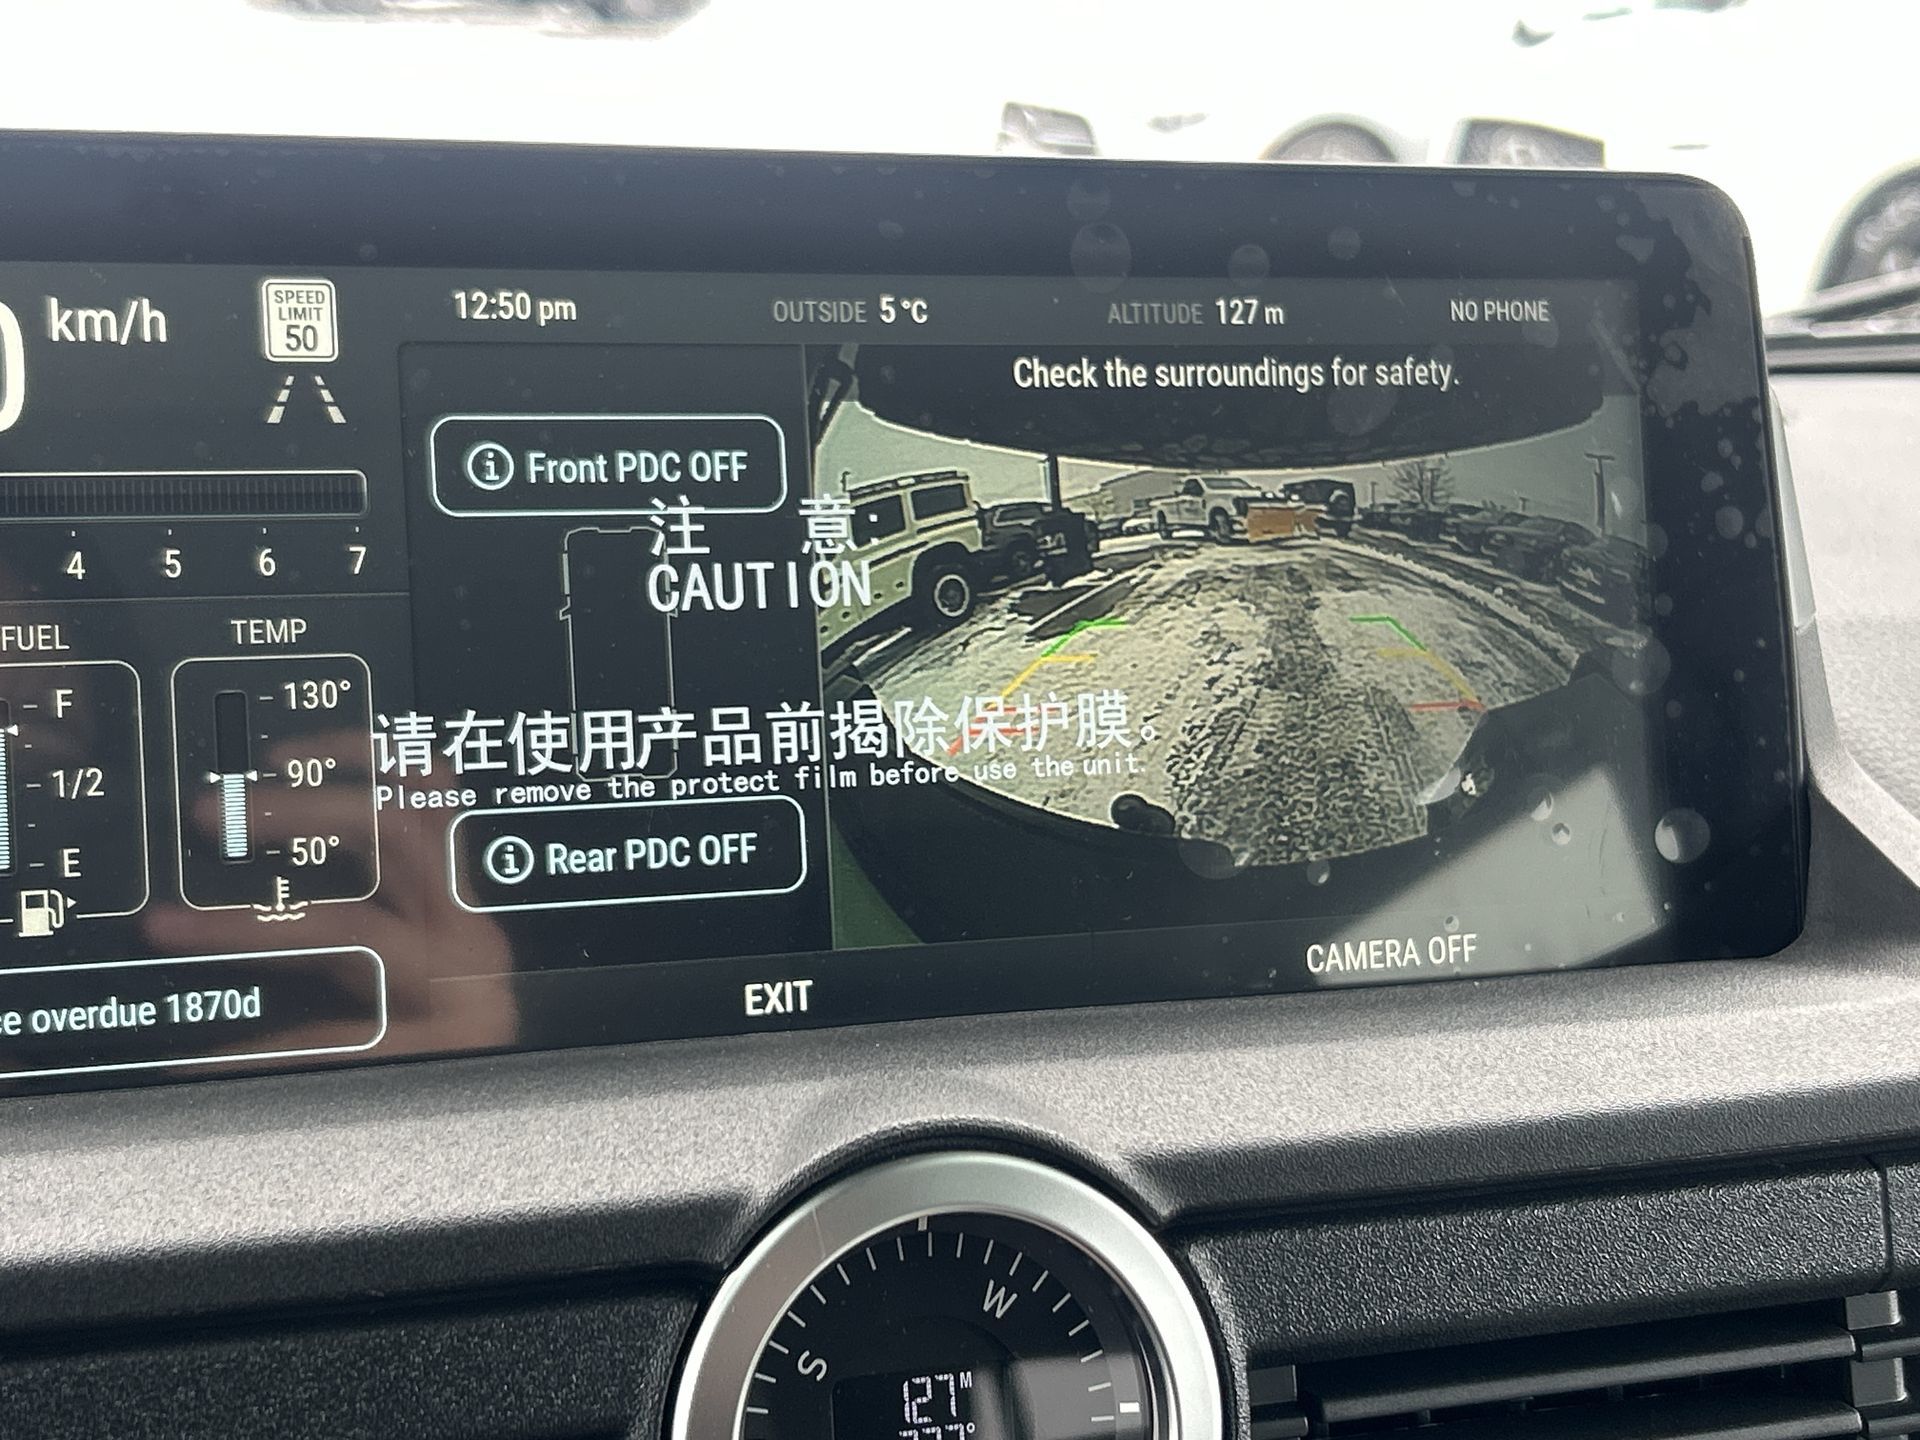 km/h
SPEED
LIMIT
50
12:50 pm
OUTSIDE 5°C
ALTITUDE 127 m
NO PHONE
Check the surroundings for safety.
Front PDC OFF
注 意:
CAUTION
4 5 6 7
FUEL
F
1/2
E
TEMP
130°
90°
50°
请在使用产品前揭除保护膜。
Please remove the protect film before use the unit.
Rear PDC OFF
overdue 1870d
EXIT
CAMERA OFF
S
W
127 M